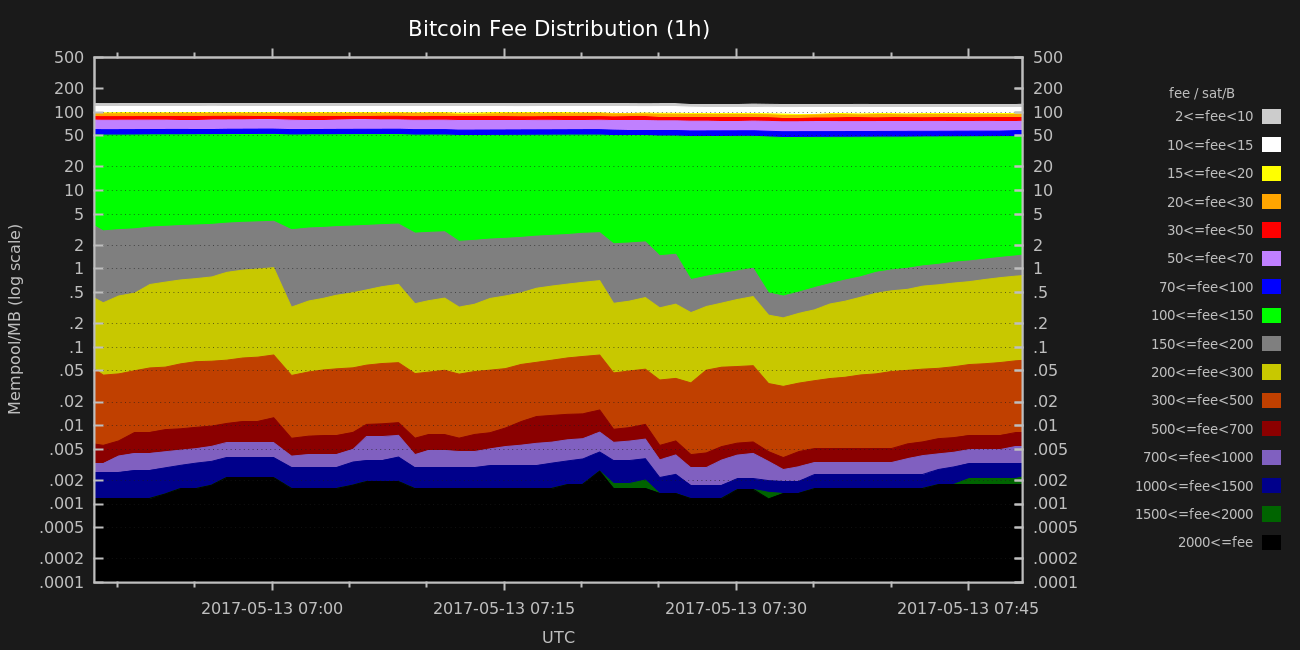 Bitcoin Fee Distribution (1h)
500
200
100
50
20
10
5
2
1
.5
.2
.1
.05
.02
.01
.005
.002
.001
.0005
.0002
.0001
Mempool/MB (log scale)
500
200
100
50
20
10
5
2
1
.5
.2
.1
.05
.02
.01
.005
.002
.001
.0005
.0002
.0001
2017-05-13 07:00
2017-05-13 07:15
2017-05-13 07:30
2017-05-13 07:45
UTC
fee / sat/B
2<=fee<10
10<=fee<15
15<=fee<20
20<=fee<30
30<=fee<50
50<=fee<70
70<=fee<100
100<=fee<150
150<=fee<200
200<=fee<300
300<=fee<500
500<=fee<700
700<=fee<1000
1000<=fee<1500
1500<=fee<2000
2000<=fee